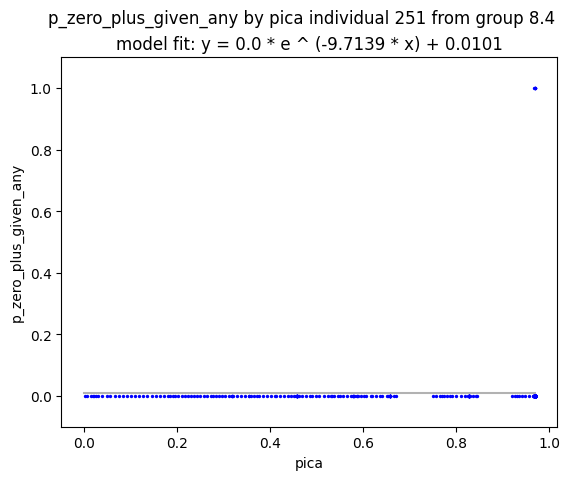 p_zero_plus_given_any by pica individual 251 from group 8.4
model fit: y = 0.0 * e ^ (-9.7139 * x) + 0.0101
1.0
0.8
0.6
0.4
0.2
0.0
p_zero_plus_given_any
0.0 0.2 0.4 0.6 0.8 1.0
pica